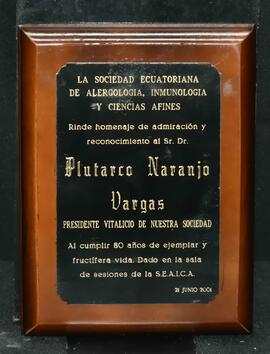 LA SOCIEDAD ECUATORIANA
DE ALERGOLOGIA, INMUNOLOGIA
Y CIENCIAS AFINES
Rinde homenaje de admiración y
reconocimiento al Sr. Dr.
Plutarco Naranjo
Vargas
PRESIDENTE VITALICIO DE NUESTRA SOCIEDAD
Al cumplir 80 años de ejemplar y
fructífera vida. Dado en la sala
de sesiones de la S.E.A.I.C.A.
21 JUNIO 2001